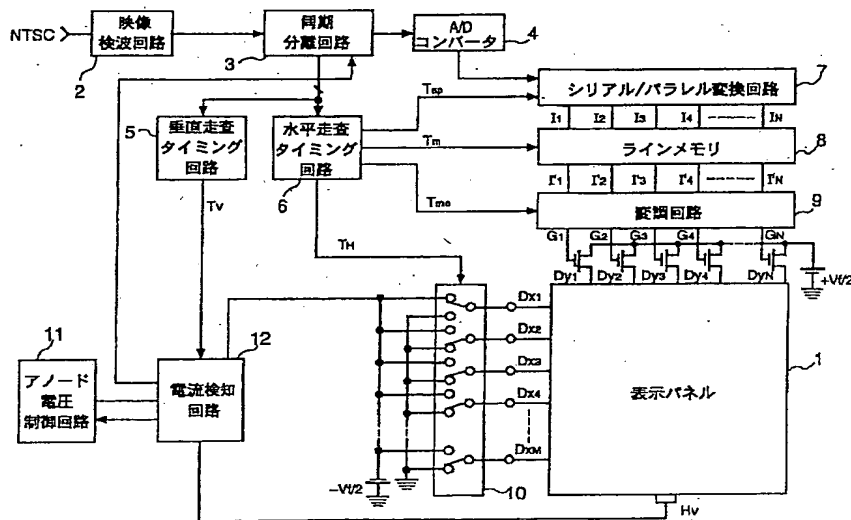 NTSC
映像
検波回路
2
同期
分離回路
3
A/D
コンバータ
4
シリアル/パラレル変換回路
7
Tsp
I1 I2 I3 I4 IN
垂直走査
タイミング
回路
5
水平走査
タイミング
回路
6
Tm
ラインメモリ
8
I'1 I'2 I'3 I'4 I'N
Tmo
変調回路
9
Tv
TH
G1 G2 G3 G4 GN
Dy1 Dy2 Dy3 Dy4 DyN
+Vf/2
Dx1
Dx2
Dx3
Dx4
DxM
表示パネル
1
11
アノード
電圧
制御回路
12
電流検知
回路
-Vf/2
10
Hv